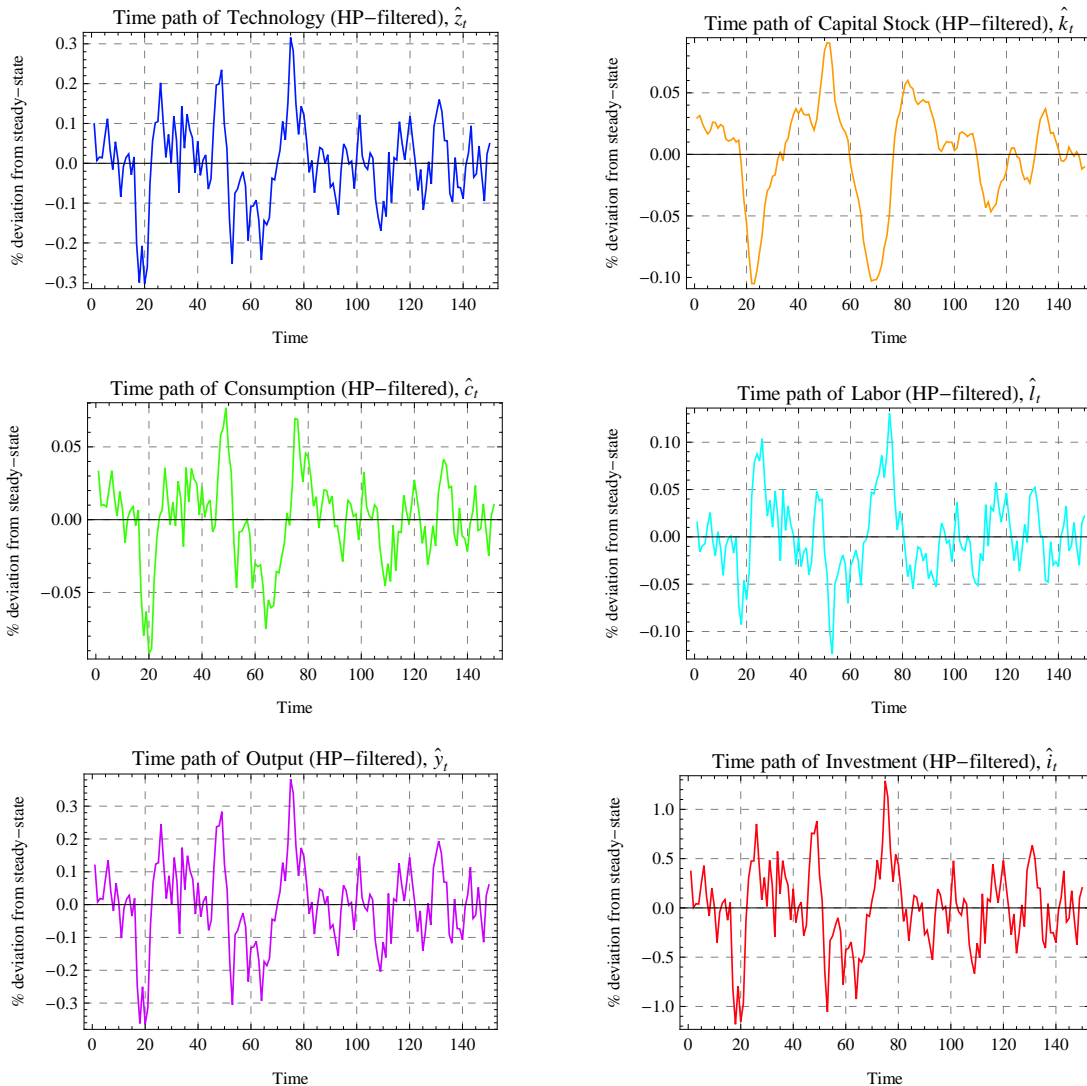 Time path of Technology (HP−filtered), ẑt
% deviation from steady−state
0.3
0.2
0.1
0.0
−0.1
−0.2
−0.3
0 20 40 60 80 100 120 140
Time
Time path of Capital Stock (HP−filtered), k̂t
% deviation from steady−state
0.05
0.00
−0.05
−0.10
0 20 40 60 80 100 120 140
Time
Time path of Consumption (HP−filtered), ĉt
% deviation from steady−state
0.05
0.00
−0.05
0 20 40 60 80 100 120 140
Time
Time path of Labor (HP−filtered), l̂t
% deviation from steady−state
0.10
0.05
0.00
−0.05
−0.10
0 20 40 60 80 100 120 140
Time
Time path of Output (HP−filtered), ŷt
% deviation from steady−state
0.3
0.2
0.1
0.0
−0.1
−0.2
−0.3
0 20 40 60 80 100 120 140
Time
Time path of Investment (HP−filtered), ît
% deviation from steady−state
1.0
0.5
0.0
−0.5
−1.0
0 20 40 60 80 100 120 140
Time